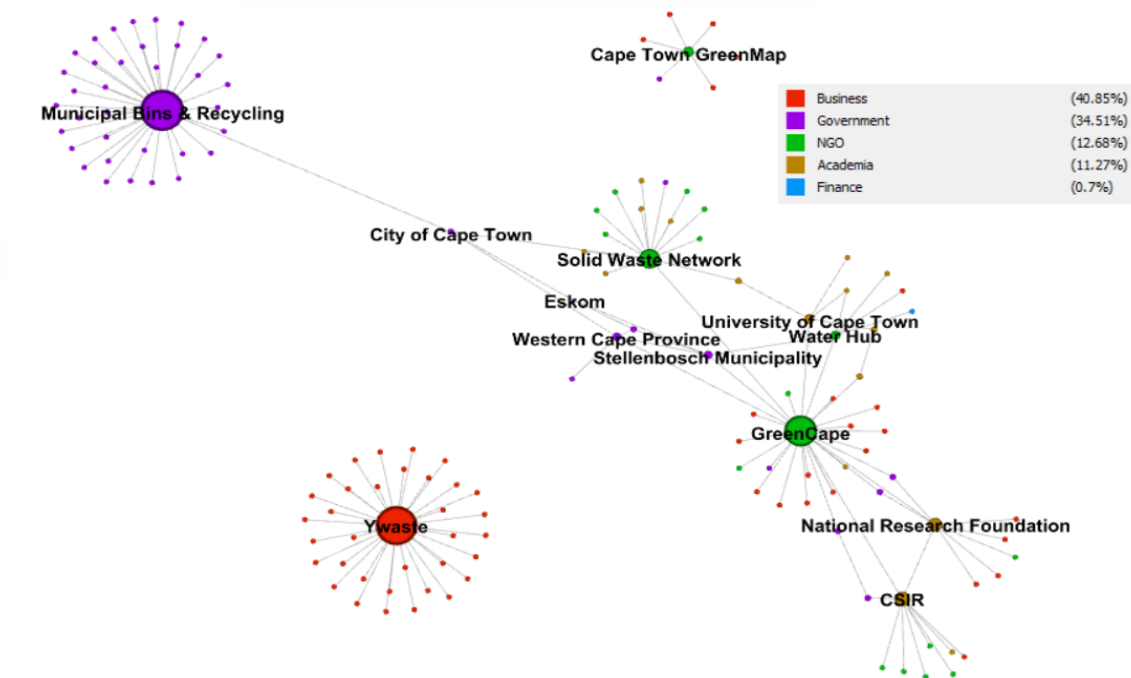 Cape Town GreenMap
Business (40.85%)
Government (34.51%)
NGO (12.68%)
Academia (11.27%)
Finance (0.7%)
Municipal Bins & Recycling
City of Cape Town
Solid Waste Network
Eskom
University of Cape Town
Western Cape Province
Water Hub
Stellenbosch Municipality
GreenCape
Ywaste
National Research Foundation
CSIR